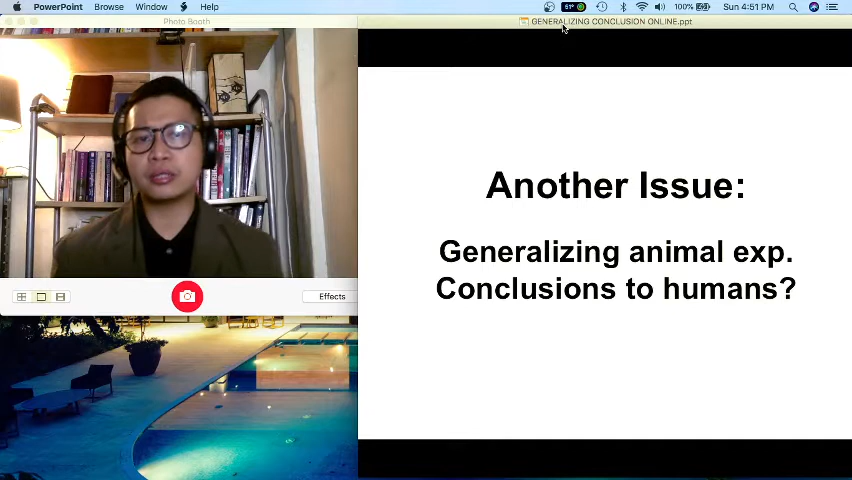 PowerPoint Browse Window Help
51°
100%
Sun 4:51 PM
Photo Booth
GENERALIZING CONCLUSION ONLINE.ppt
Another Issue:
Generalizing animal exp.
Conclusions to humans?
Effects